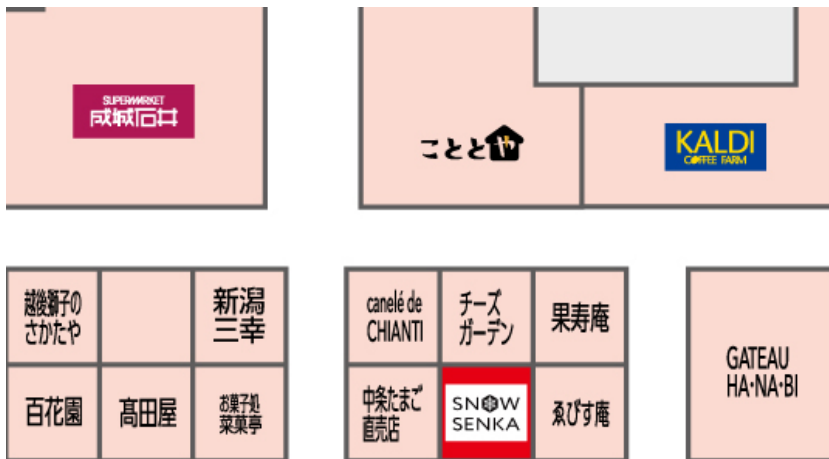 SUPERMARKET
成城石井
こととや
KALDI
COFFEE FARM
越後獅子の
さかたや
新潟
三幸
canelé de
CHIANTI
チーズ
ガーデン
果寿庵
GATEAU
HA・NA・BI
百花園
髙田屋
お菓子処
菜菓亭
中条たまご
直売店
SNOW
SENKA
ゑびす庵